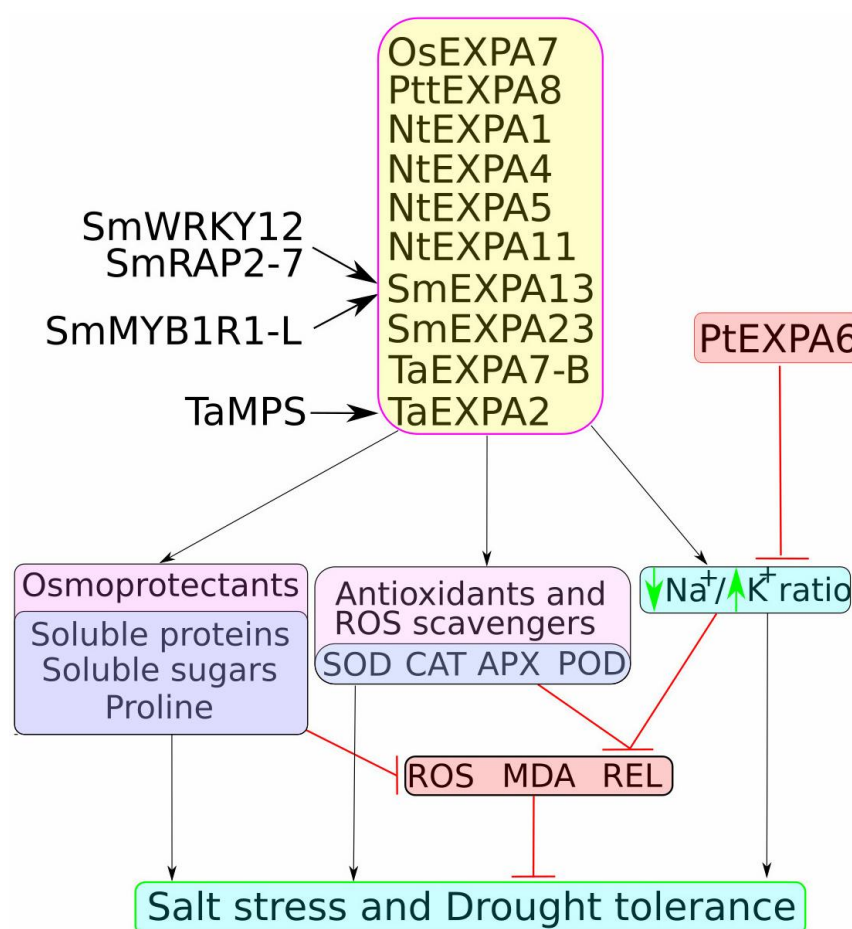 OsEXPA7
PttEXPA8
NtEXPA1
NtEXPA4
NtEXPA5
NtEXPA11
SmEXPA13
SmEXPA23
TaEXPA7-B
TaEXPA2
SmWRKY12
SmRAP2-7
SmMYB1R1-L
TaMPS
PtEXPA6
Osmoprotectants
Soluble proteins
Soluble sugars
Proline
Antioxidants and
ROS scavengers
SOD CAT APX POD
Na+/ K+ ratio
ROS MDA REL
Salt stress and Drought tolerance